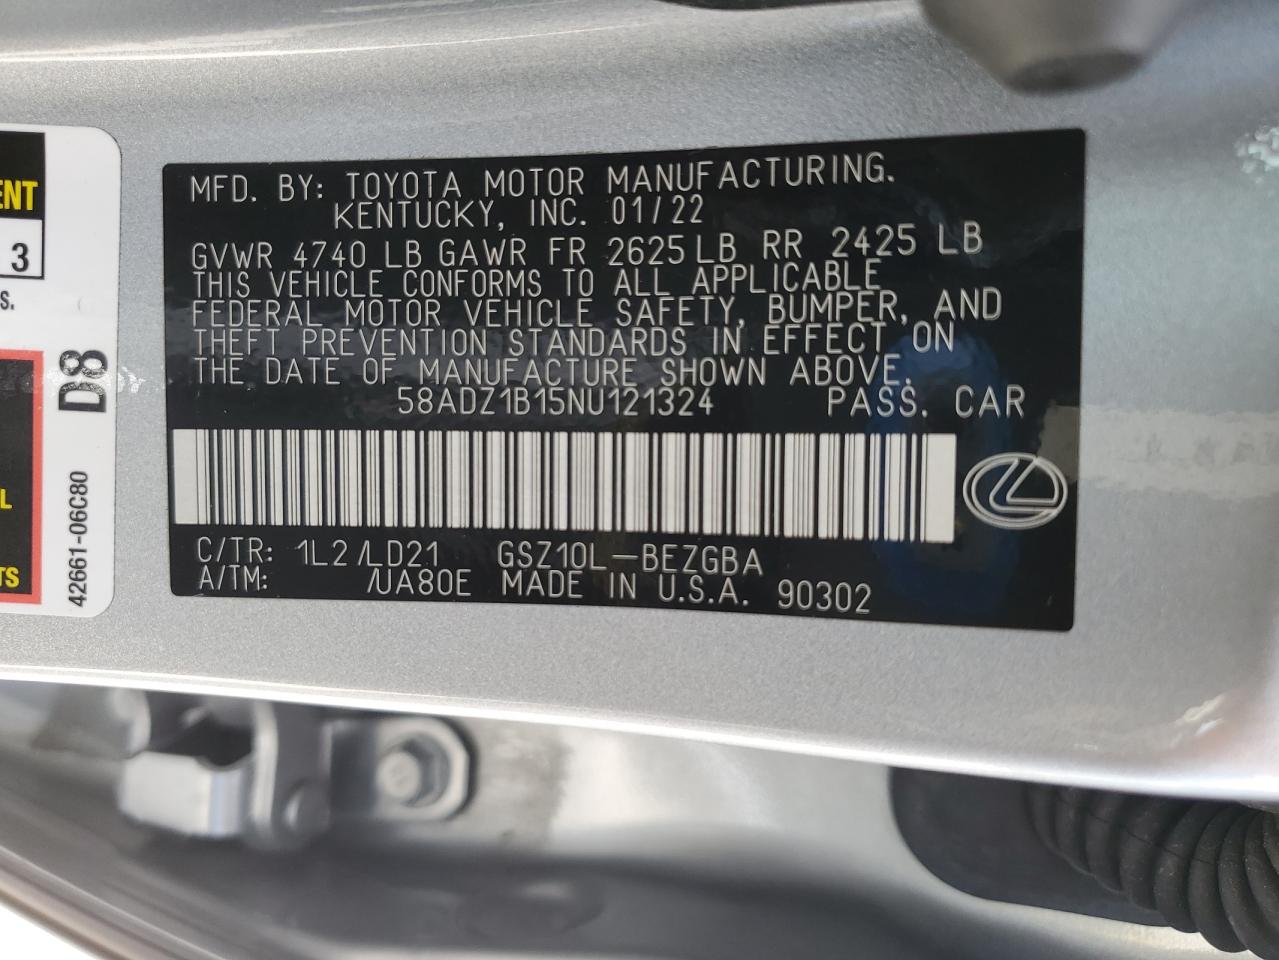 ENT
3
S.
D8
42661-06C80
L
TS
MFD. BY: TOYOTA MOTOR MANUFACTURING.
KENTUCKY, INC. 01/22
GVWR 4740 LB GAWR FR 2625 LB RR 2425 LB
THIS VEHICLE CONFORMS TO ALL APPLICABLE
FEDERAL MOTOR VEHICLE SAFETY, BUMPER, AND
THEFT PREVENTION STANDARDS IN EFFECT ON
THE DATE OF MANUFACTURE SHOWN ABOVE.
58ADZ1B15NU121324 PASS. CAR
C/TR: 1L2 /LD21 GSZ10L-BEZGBA
A/TM: /UA80E MADE IN U.S.A. 90302